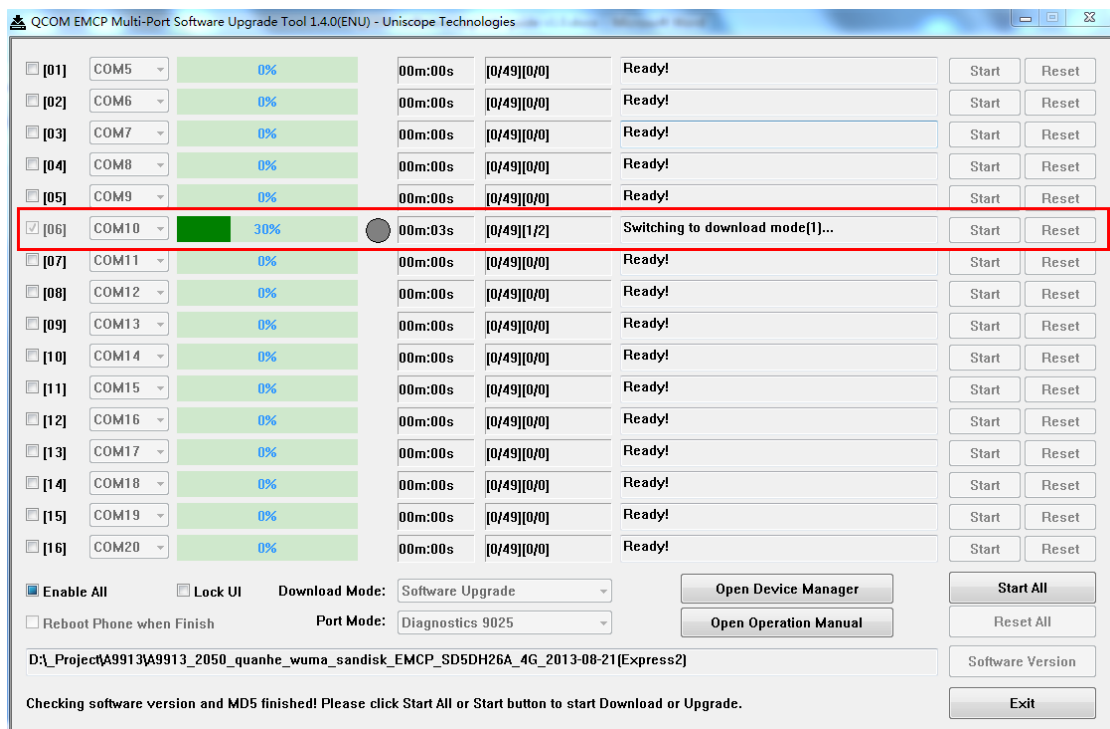 QCOM EMCP Multi-Port Software Upgrade Tool 1.4.0(ENU) - Uniscope Technologies
[01] COM5 0% 00m:00s [0/49][0/0] Ready! Start Reset
[02] COM6 0% 00m:00s [0/49][0/0] Ready! Start Reset
[03] COM7 0% 00m:00s [0/49][0/0] Ready! Start Reset
[04] COM8 0% 00m:00s [0/49][0/0] Ready! Start Reset
[05] COM9 0% 00m:00s [0/49][0/0] Ready! Start Reset
[06] COM10 30% 00m:03s [0/49][1/2] Switching to download mode(1)... Start Reset
[07] COM11 0% 00m:00s [0/49][0/0] Ready! Start Reset
[08] COM12 0% 00m:00s [0/49][0/0] Ready! Start Reset
[09] COM13 0% 00m:00s [0/49][0/0] Ready! Start Reset
[10] COM14 0% 00m:00s [0/49][0/0] Ready! Start Reset
[11] COM15 0% 00m:00s [0/49][0/0] Ready! Start Reset
[12] COM16 0% 00m:00s [0/49][0/0] Ready! Start Reset
[13] COM17 0% 00m:00s [0/49][0/0] Ready! Start Reset
[14] COM18 0% 00m:00s [0/49][0/0] Ready! Start Reset
[15] COM19 0% 00m:00s [0/49][0/0] Ready! Start Reset
[16] COM20 0% 00m:00s [0/49][0/0] Ready! Start Reset
Enable All Lock UI Download Mode: Software Upgrade Open Device Manager Start All
Reboot Phone when Finish Port Mode: Diagnostics 9025 Open Operation Manual Reset All
D:\_Project\A9913\A9913_2050_quanhe_wuma_sandisk_EMCP_SD5DH26A_4G_2013-08-21(Express2) Software Version
Checking software version and MD5 finished! Please click Start All or Start button to start Download or Upgrade. Exit